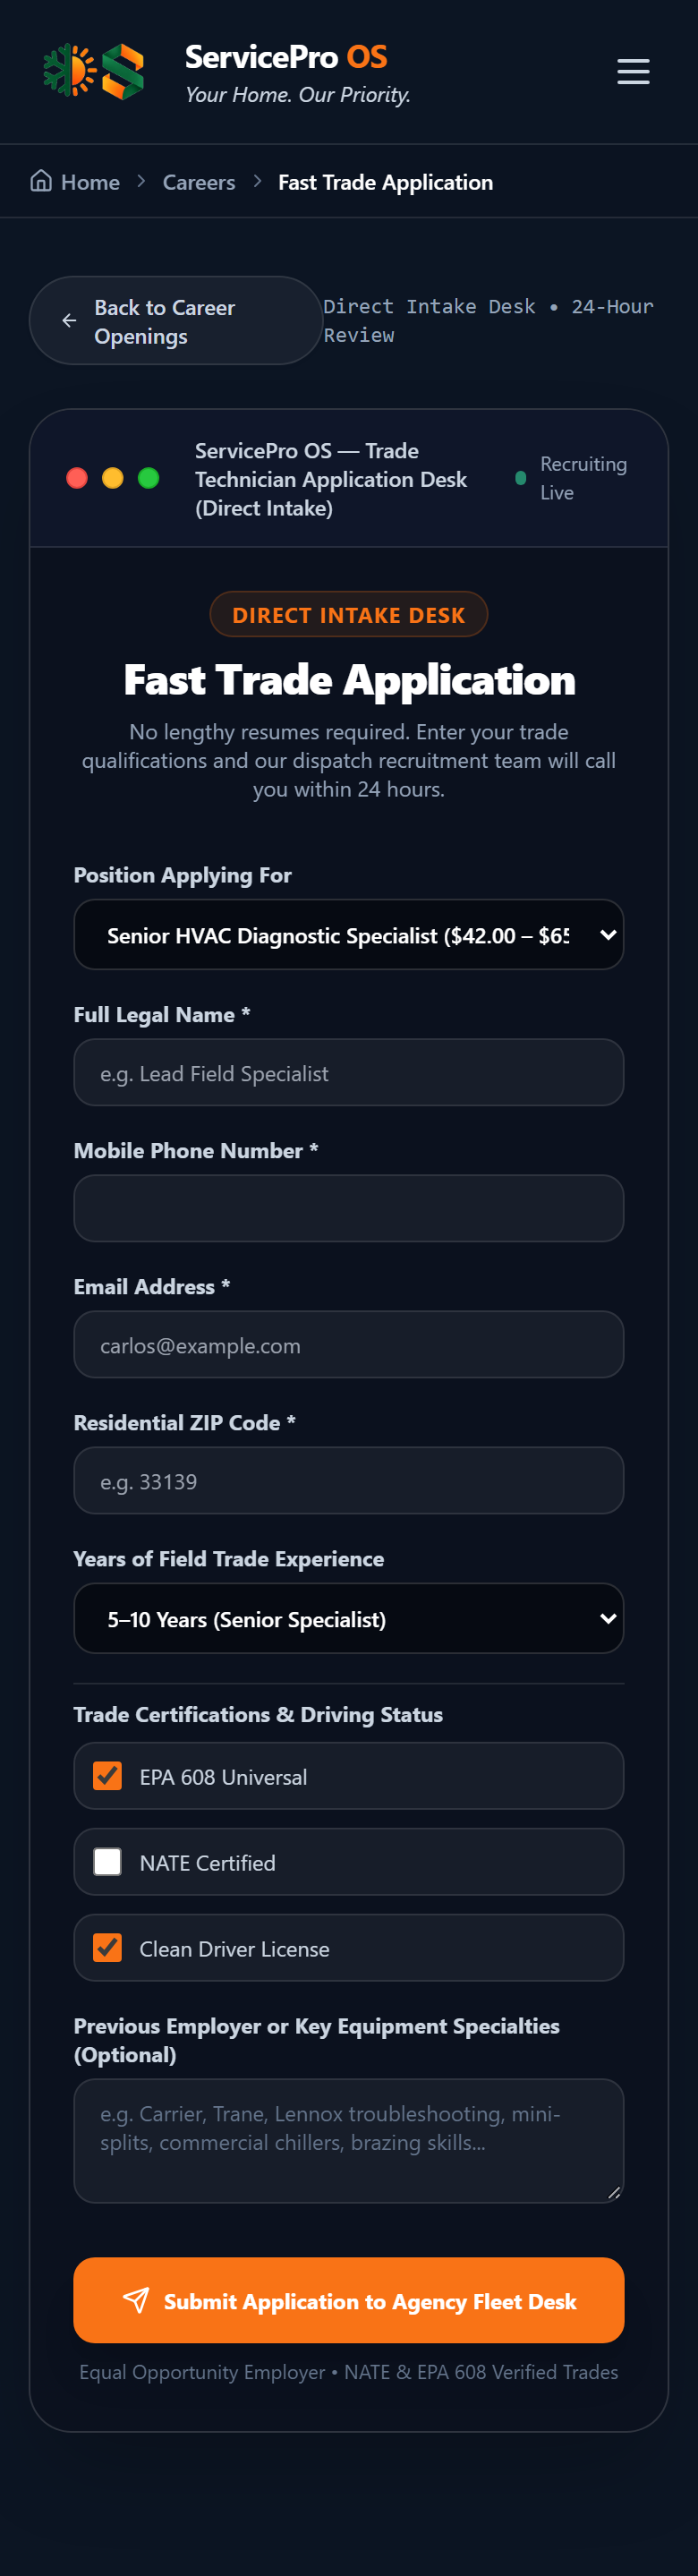 ServicePro OS
Your Home. Our Priority.
Home > Careers > Fast Trade Application
Back to Career
Openings
Direct Intake Desk • 24-Hour
Review
ServicePro OS — Trade
Technician Application Desk
(Direct Intake)
Recruiting
Live
DIRECT INTAKE DESK
Fast Trade Application
No lengthy resumes required. Enter your trade
qualifications and our dispatch recruitment team will call
you within 24 hours.
Position Applying For
Senior HVAC Diagnostic Specialist ($42.00 – $65
Full Legal Name *
e.g. Lead Field Specialist
Mobile Phone Number *
Email Address *
carlos@example.com
Residential ZIP Code *
e.g. 33139
Years of Field Trade Experience
5–10 Years (Senior Specialist)
Trade Certifications & Driving Status
EPA 608 Universal
NATE Certified
Clean Driver License
Previous Employer or Key Equipment Specialties
(Optional)
e.g. Carrier, Trane, Lennox troubleshooting, mini-
splits, commercial chillers, brazing skills...
Submit Application to Agency Fleet Desk
Equal Opportunity Employer • NATE & EPA 608 Verified Trades